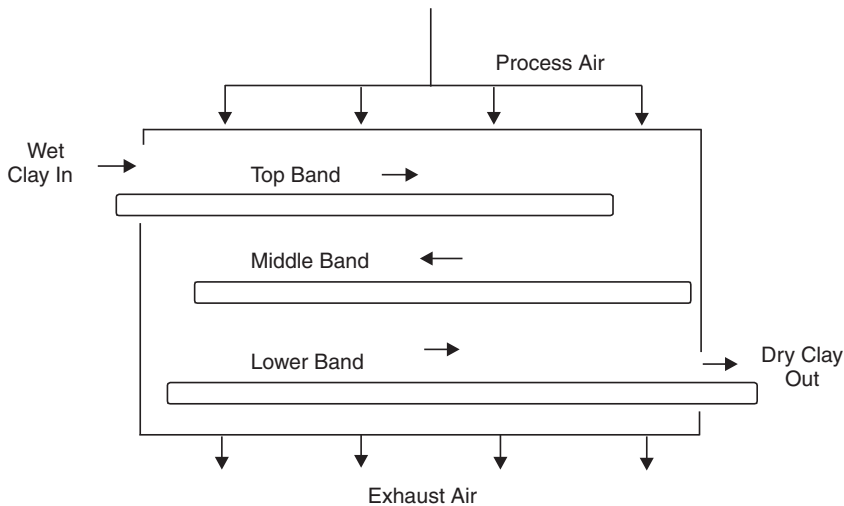 Process Air
Wet
Clay In
Top Band
Middle Band
Lower Band
Dry Clay
Out
Exhaust Air